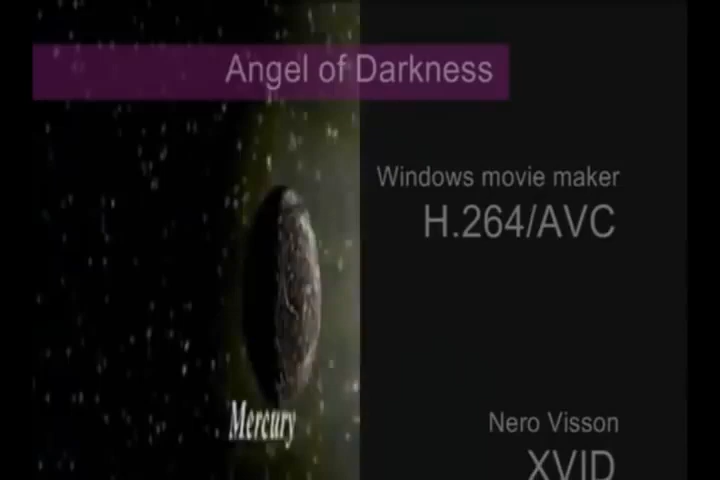 Angel of Darkness
Windows movie maker
H.264/AVC
Mercury
Nero Visson
XVID